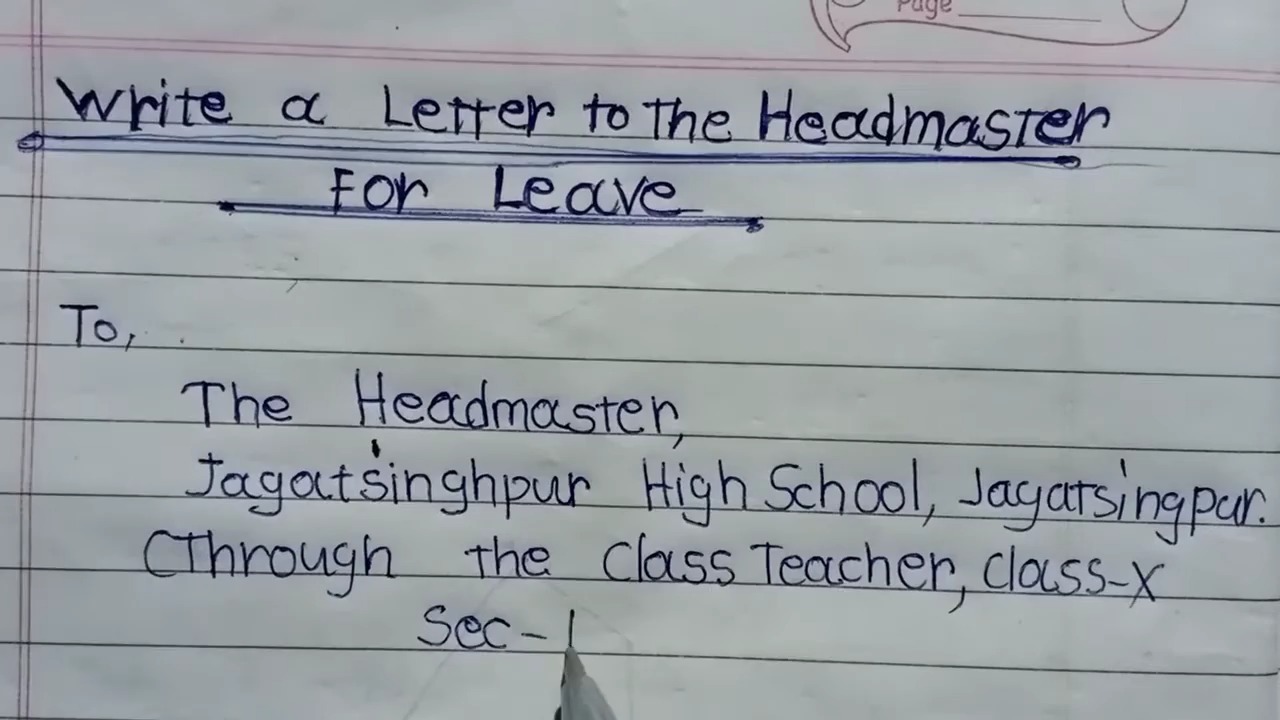 Page
Write a Letter to the Headmaster
For Leave
To,
The Headmaster,
Jagatsinghpur High School, Jagatsingpur.
(Through the Class Teacher, Class-X
Sec-